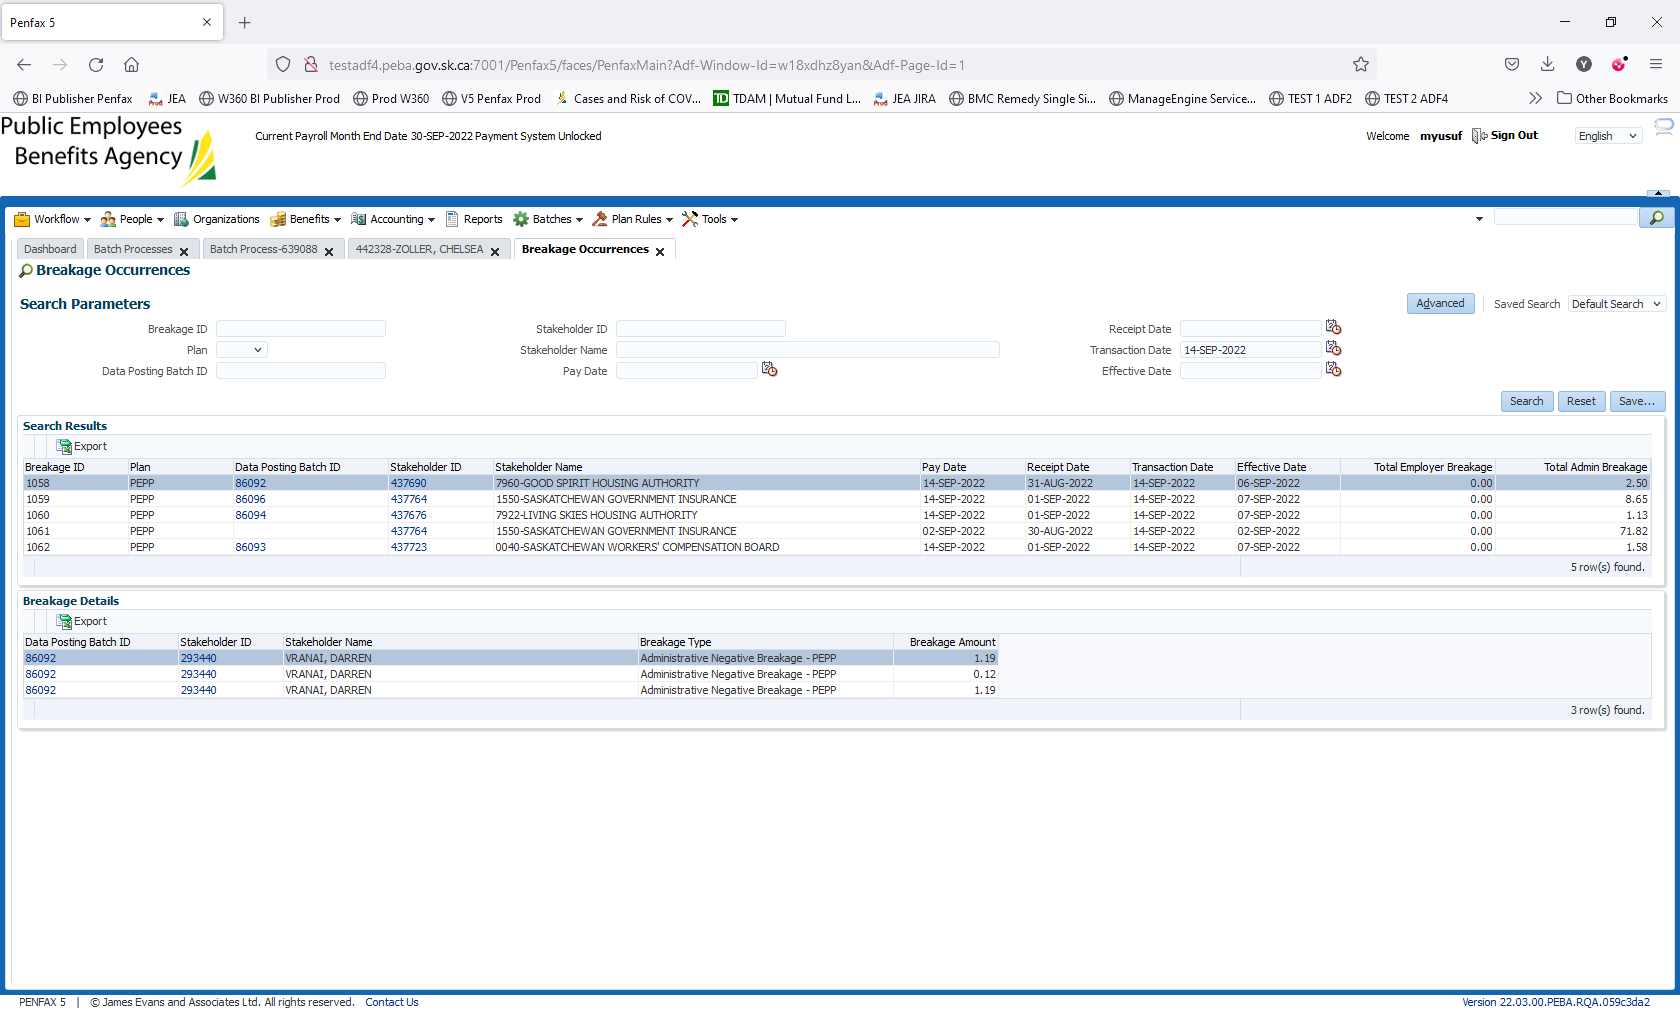 Penfax 5
testadf4.peba.gov.sk.ca:7001/Penfax5/faces/PenfaxMain?Adf-Window-Id=w18xdhz8yan&Adf-Page-Id=1
Y
BI Publisher Penfax JEA W360 BI Publisher Prod Prod W360 V5 Penfax Prod Cases and Risk of COV... TD TDAM | Mutual Fund L... JEA JIRA BMC Remedy Single Si... ManageEngine Service... TEST 1 ADF2 TEST 2 ADF4 Other Bookmarks
Public Employees
Benefits Agency
Current Payroll Month End Date 30-SEP-2022 Payment System Unlocked
Welcome myusuf Sign Out English
Workflow People Organizations Benefits Accounting Reports Batches Plan Rules Tools
Dashboard Batch Processes Batch Process-639088 442328-ZOLLER, CHELSEA Breakage Occurrences
Breakage Occurrences
Search Parameters
Advanced Saved Search Default Search
Breakage ID Stakeholder ID Receipt Date
Plan Stakeholder Name Transaction Date 14-SEP-2022
Data Posting Batch ID Pay Date Effective Date
Search Reset Save...
Search Results
Export
Breakage ID Plan Data Posting Batch ID Stakeholder ID Stakeholder Name Pay Date Receipt Date Transaction Date Effective Date Total Employer Breakage Total Admin Breakage
1058 PEPP 86092 437690 7960-GOOD SPIRIT HOUSING AUTHORITY 14-SEP-2022 31-AUG-2022 14-SEP-2022 06-SEP-2022 0.00 2.50
1059 PEPP 86096 437764 1550-SASKATCHEWAN GOVERNMENT INSURANCE 14-SEP-2022 01-SEP-2022 14-SEP-2022 07-SEP-2022 0.00 8.65
1060 PEPP 86094 437676 7922-LIVING SKIES HOUSING AUTHORITY 14-SEP-2022 01-SEP-2022 14-SEP-2022 07-SEP-2022 0.00 1.13
1061 PEPP 437764 1550-SASKATCHEWAN GOVERNMENT INSURANCE 02-SEP-2022 30-AUG-2022 14-SEP-2022 02-SEP-2022 0.00 71.82
1062 PEPP 86093 437723 0040-SASKATCHEWAN WORKERS' COMPENSATION BOARD 14-SEP-2022 01-SEP-2022 14-SEP-2022 07-SEP-2022 0.00 1.58
5 row(s) found.
Breakage Details
Export
Data Posting Batch ID Stakeholder ID Stakeholder Name Breakage Type Breakage Amount
86092 293440 VRANAI, DARREN Administrative Negative Breakage - PEPP 1.19
86092 293440 VRANAI, DARREN Administrative Negative Breakage - PEPP 0.12
86092 293440 VRANAI, DARREN Administrative Negative Breakage - PEPP 1.19
3 row(s) found.
PENFAX 5 | © James Evans and Associates Ltd. All rights reserved. Contact Us Version 22.03.00.PEBA.RQA.059c3da2